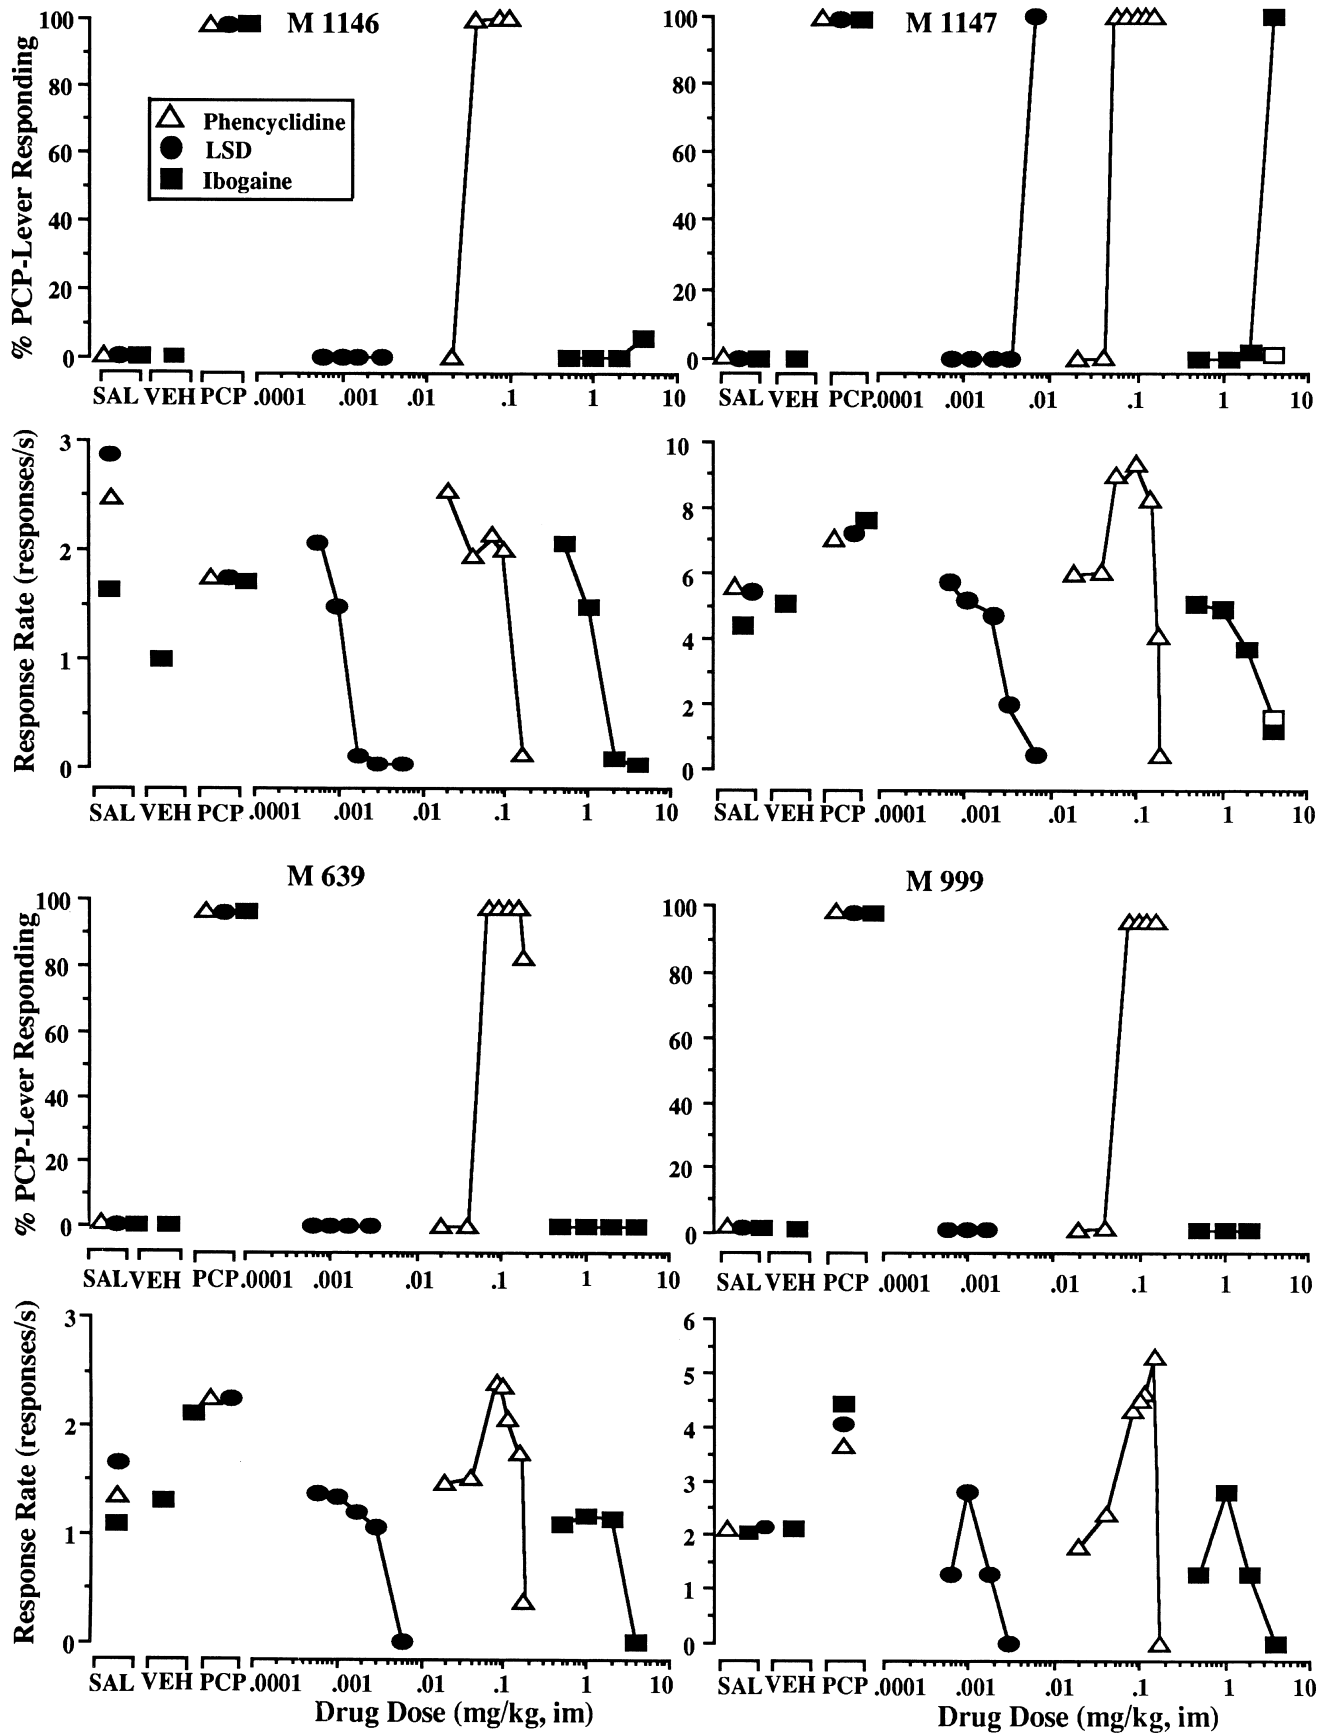 % PCP-Lever Responding
100
80
60
40
20
0
M 1146
Phencyclidine
LSD
Ibogaine
SAL VEH PCP .0001 .001 .01 .1 1 10
100
80
60
40
20
0
M 1147
SAL VEH PCP .0001 .001 .01 .1 1 10
Response Rate (responses/s)
3
2
1
0
SAL VEH PCP .0001 .001 .01 .1 1 10
10
8
6
4
2
0
SAL VEH PCP .0001 .001 .01 .1 1 10
% PCP-Lever Responding
M 639
100
80
60
40
20
0
SAL VEH PCP .0001 .001 .01 .1 1 10
M 999
100
80
60
40
20
0
SAL VEH PCP .0001 .001 .01 .1 1 10
Response Rate (responses/s)
3
2
1
0
SAL VEH PCP .0001 .001 .01 .1 1 10
Drug Dose (mg/kg, im)
6
5
4
3
2
1
0
SAL VEH PCP .0001 .001 .01 .1 1 10
Drug Dose (mg/kg, im)